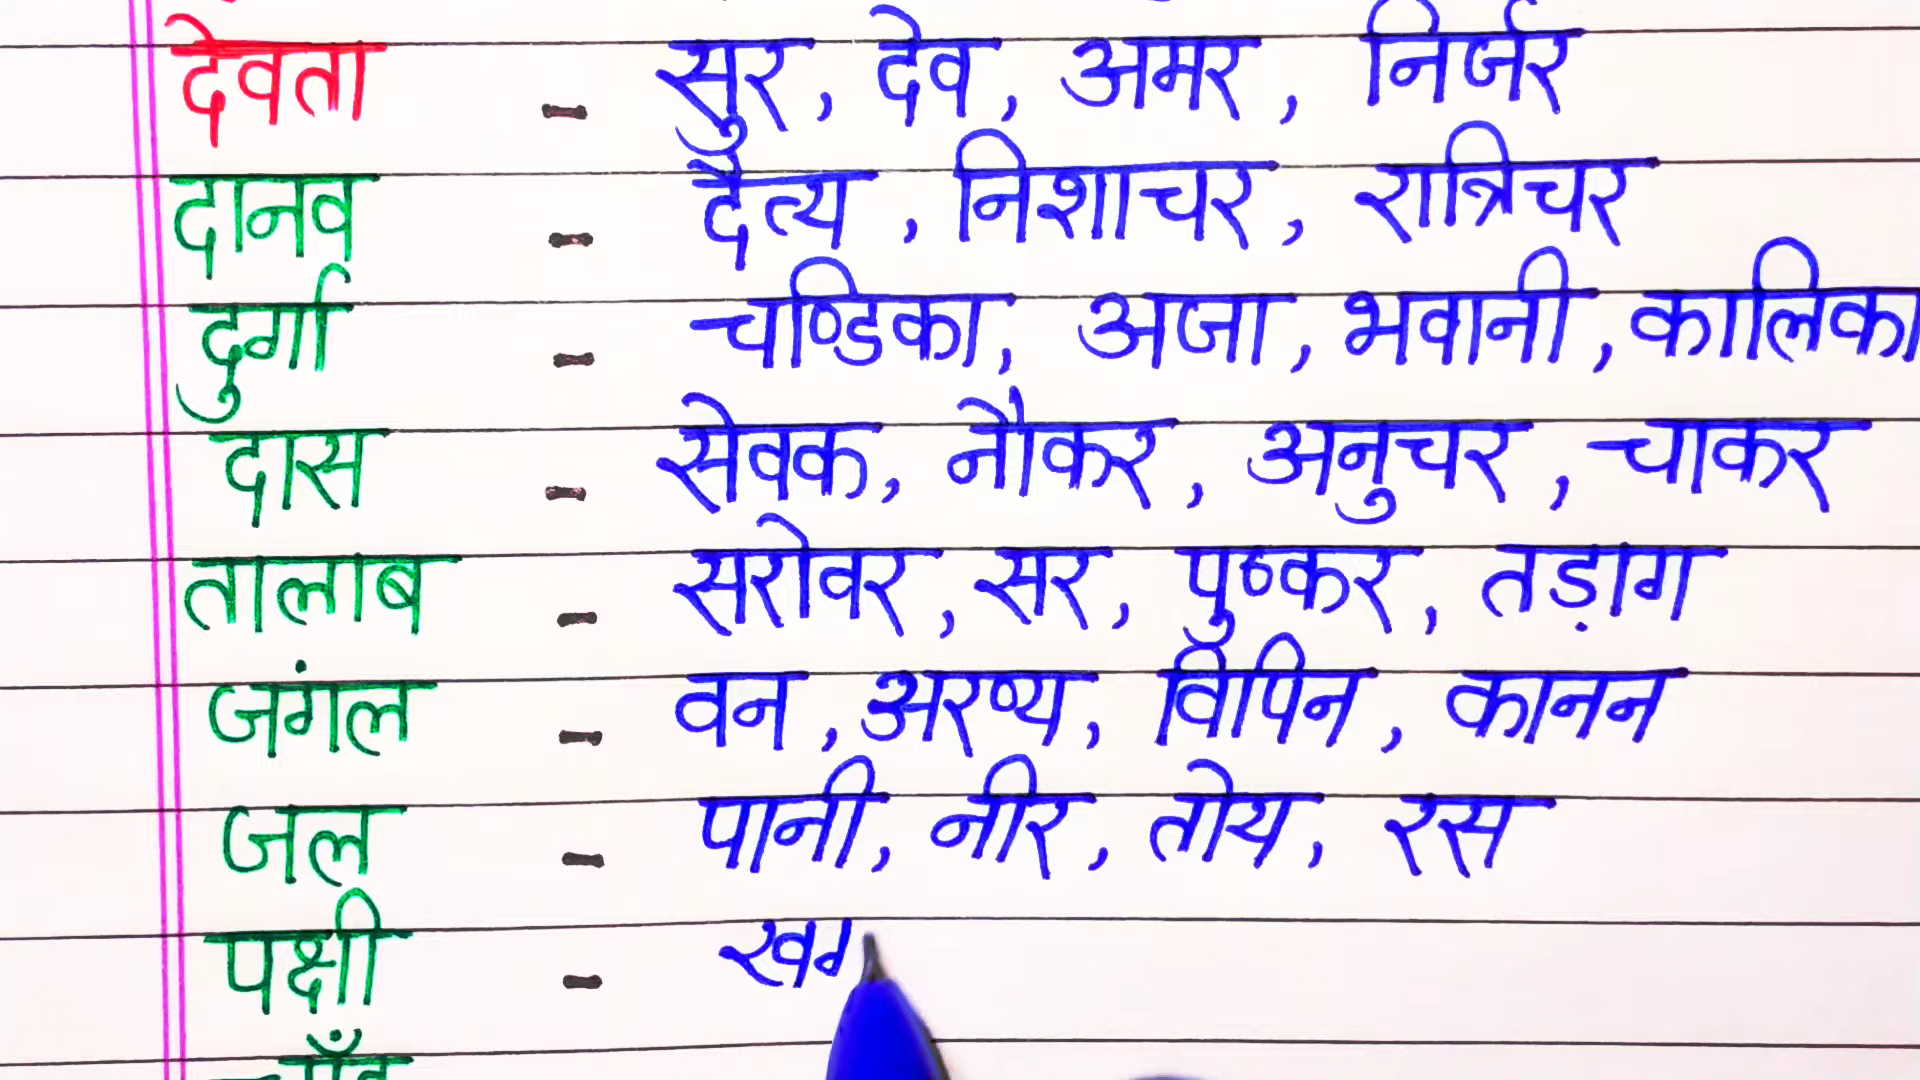 देवता - सुर, देव, अमर, निर्जर
दानव - दैत्य, निशाचर, रात्रिचर
दुर्गा - चण्डिका, अजा, भवानी, कालिका
दास - सेवक, नौकर, अनुचर, चाकर
तालाब - सरोवर, सर, पुष्कर, तड़ाग
जंगल - वन, अरण्य, विपिन, कानन
जल - पानी, नीर, तोय, रस
पक्षी - खग